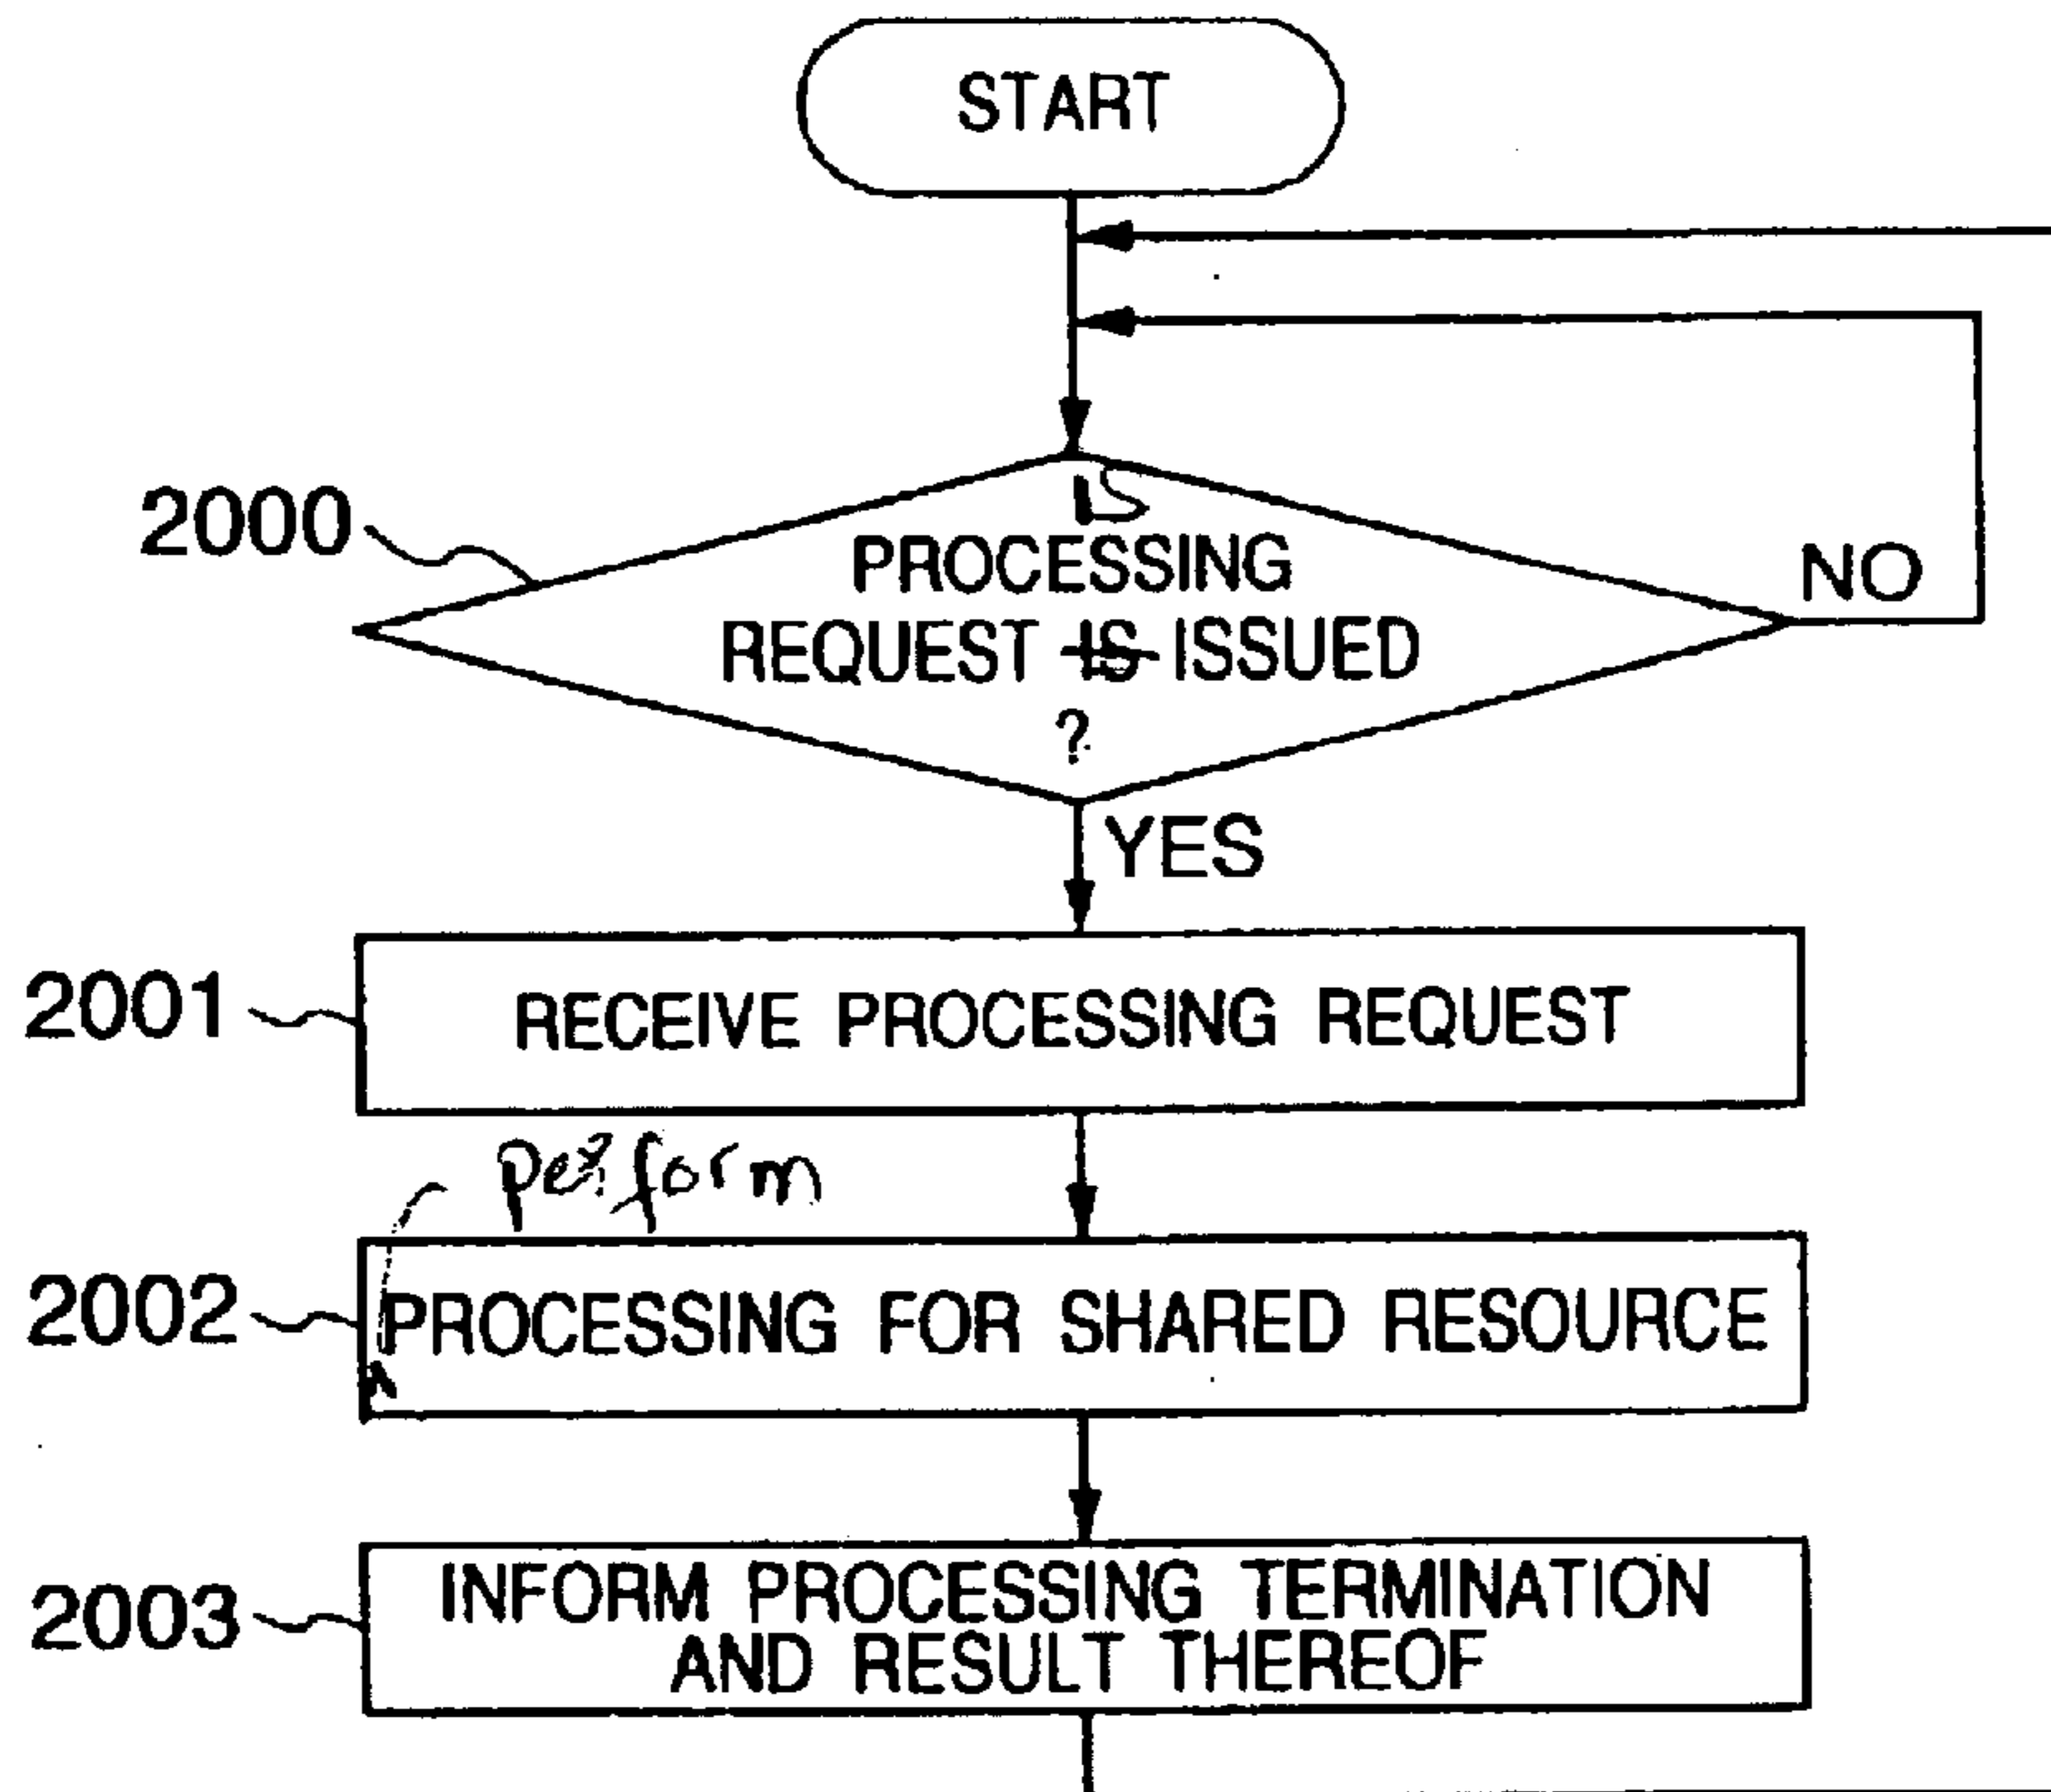 START
IS
2000
PROCESSING
NO
REQUEST IS ISSUED
?
YES
2001
RECEIVE PROCESSING REQUEST
perform
2002
PROCESSING FOR SHARED RESOURCE
2003
INFORM PROCESSING TERMINATION
AND RESULT THEREOF